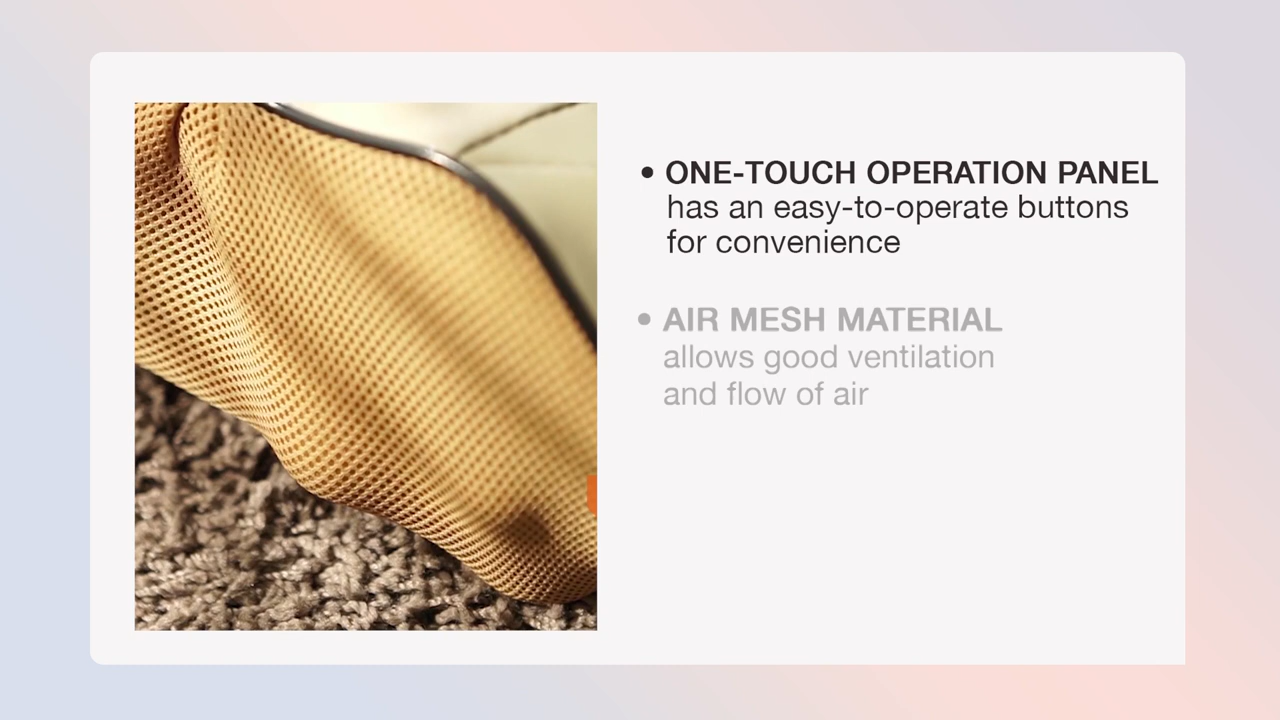 • ONE-TOUCH OPERATION PANEL
has an easy-to-operate buttons
for convenience
• AIR MESH MATERIAL
allows good ventilation
and flow of air